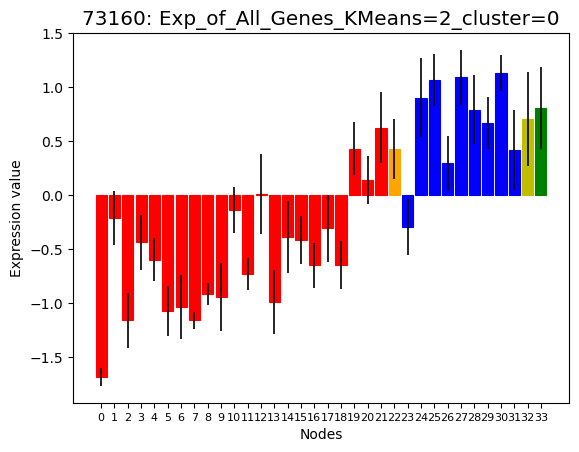 73160: Exp_of_All_Genes_KMeans=2_cluster=0
Expression value
1.5
1.0
0.5
0.0
−0.5
−1.0
−1.5
0 1 2 3 4 5 6 7 8 9 10 11 12 13 14 15 16 17 18 19 20 21 22 23 24 25 26 27 28 29 30 31 32 33
Nodes